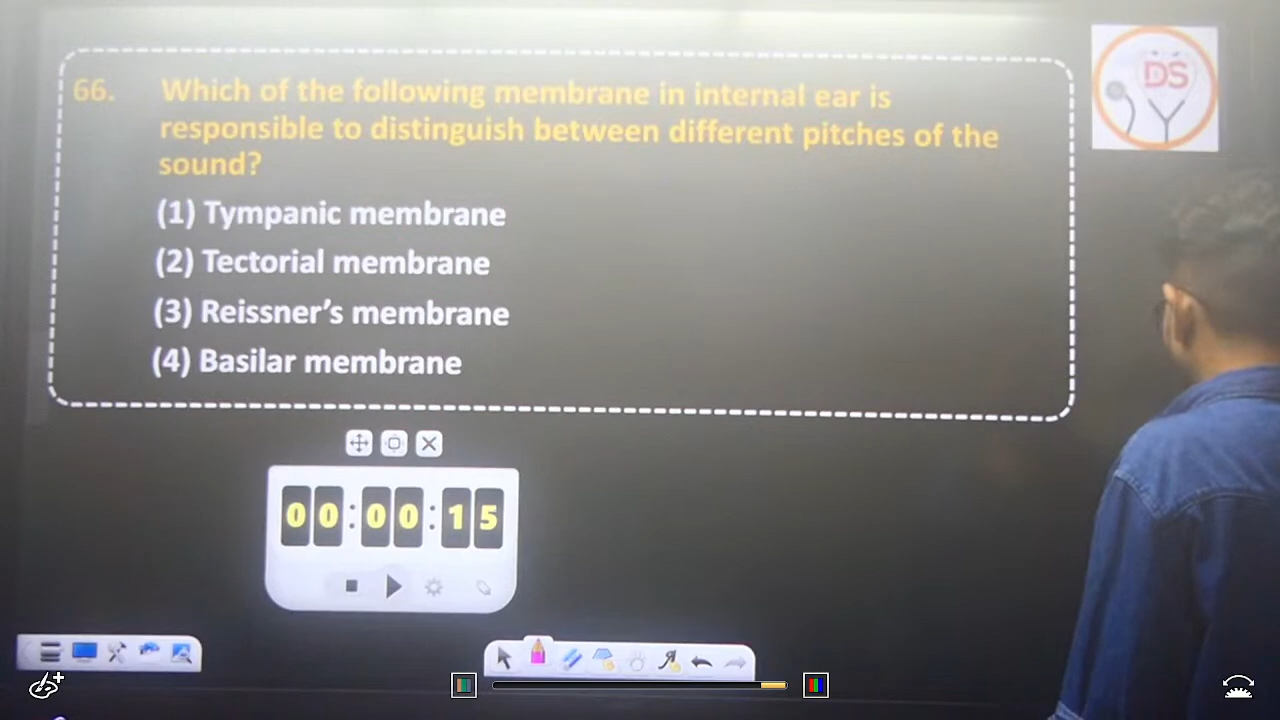 DS
66. Which of the following membrane in internal ear is
responsible to distinguish between different pitches of the
sound?
(1) Tympanic membrane
(2) Tectorial membrane
(3) Reissner's membrane
(4) Basilar membrane
00:00:15